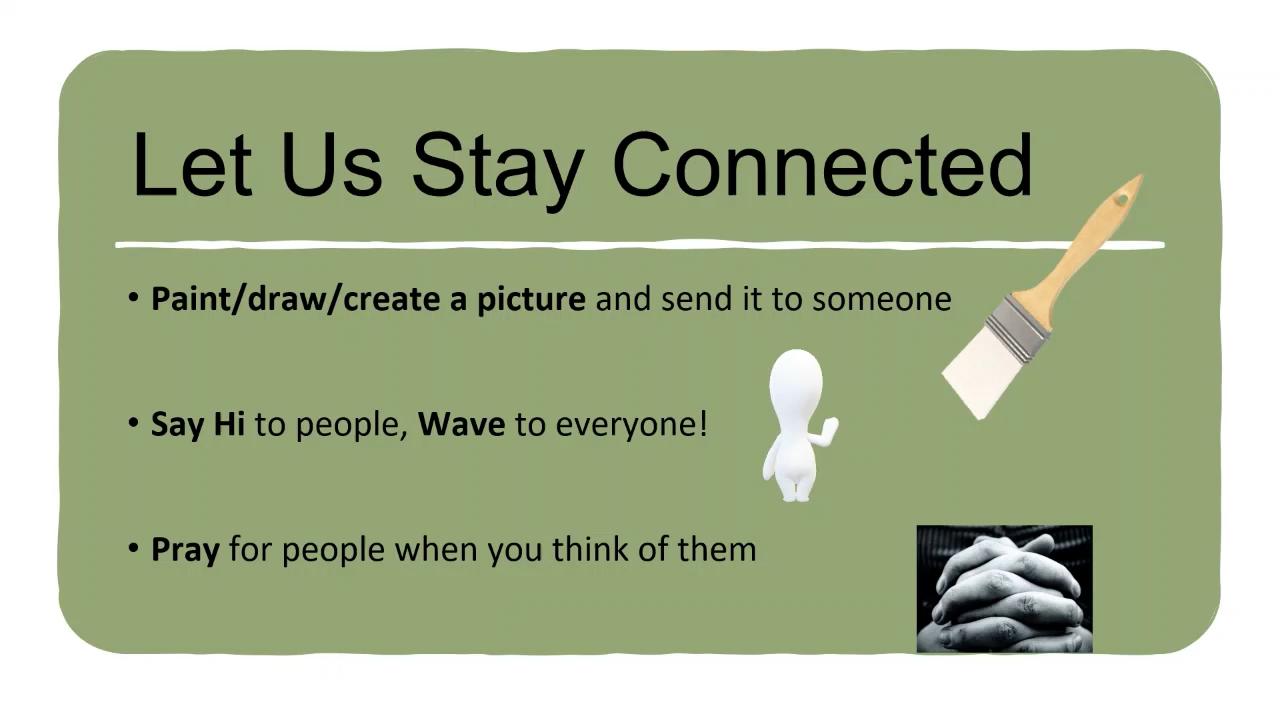 Let Us Stay Connected
• Paint/draw/create a picture and send it to someone
• Say Hi to people, Wave to everyone!
• Pray for people when you think of them